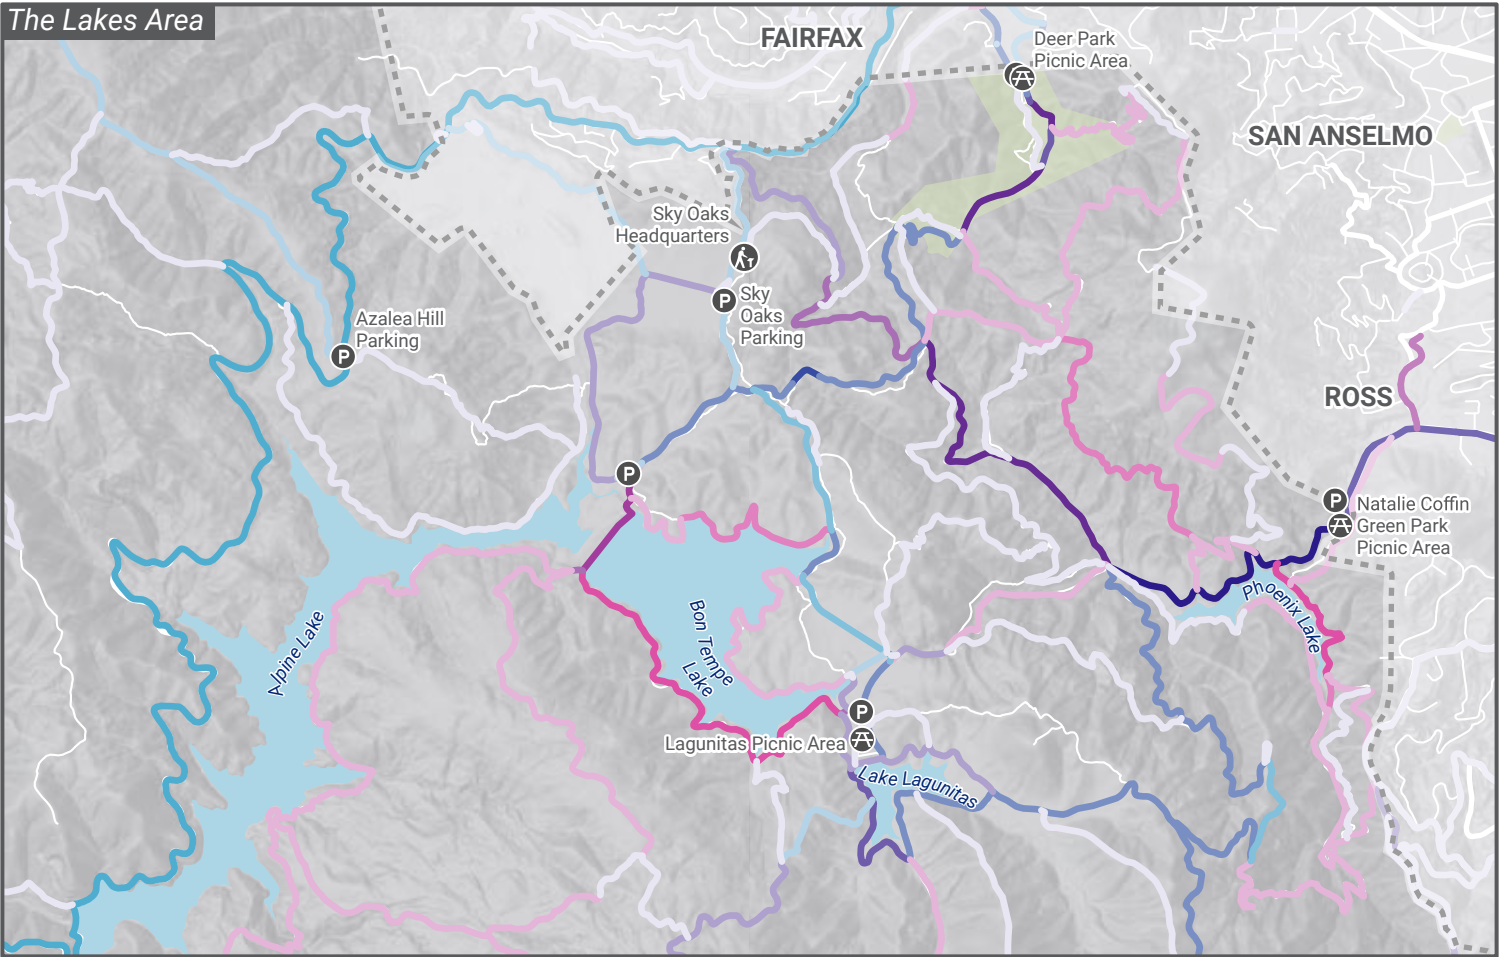 The Lakes Area
FAIRFAX
Deer Park
Picnic Area
SAN ANSELMO
Sky Oaks
Headquarters
P
Sky
Oaks
Parking
Azalea Hill
Parking
P
ROSS
P
P
Natalie Coffin
Green Park
Picnic Area
Phoenix Lake
Bon Tempe
Lake
Alpine Lake
P
Lagunitas Picnic Area
Lake Lagunitas